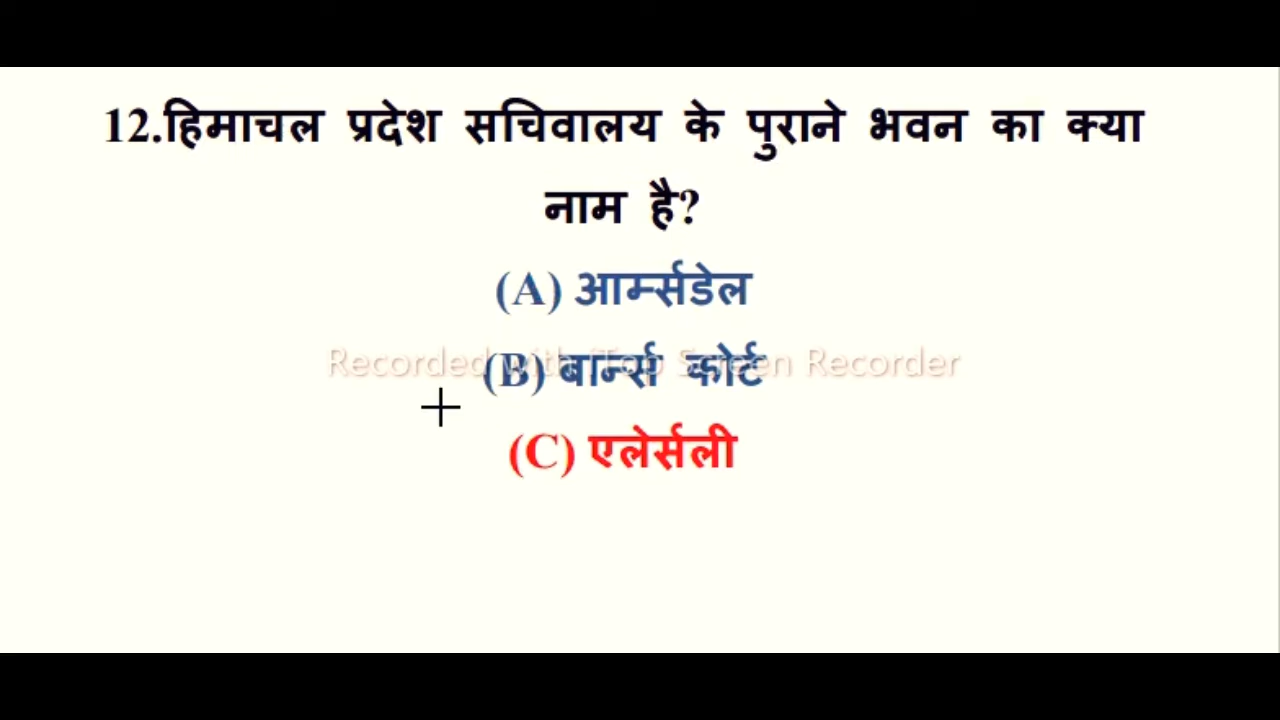 12.हिमाचल प्रदेश सचिवालय के पुराने भवन का क्या
नाम है?
(A) आर्म्सडेल
Recorded with iTop Screen Recorder
(B) बार्न्स कोर्ट
(C) एलेर्सली